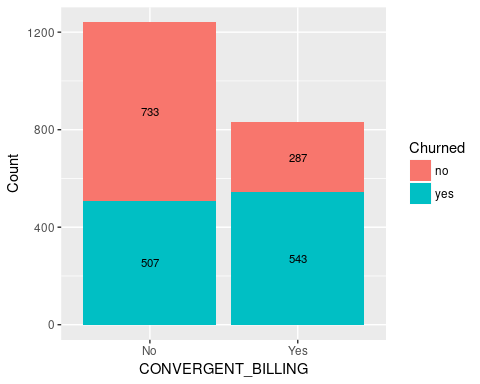 1200
800
400
0
Count
733
507
287
543
No
Yes
CONVERGENT_BILLING
Churned
no
yes